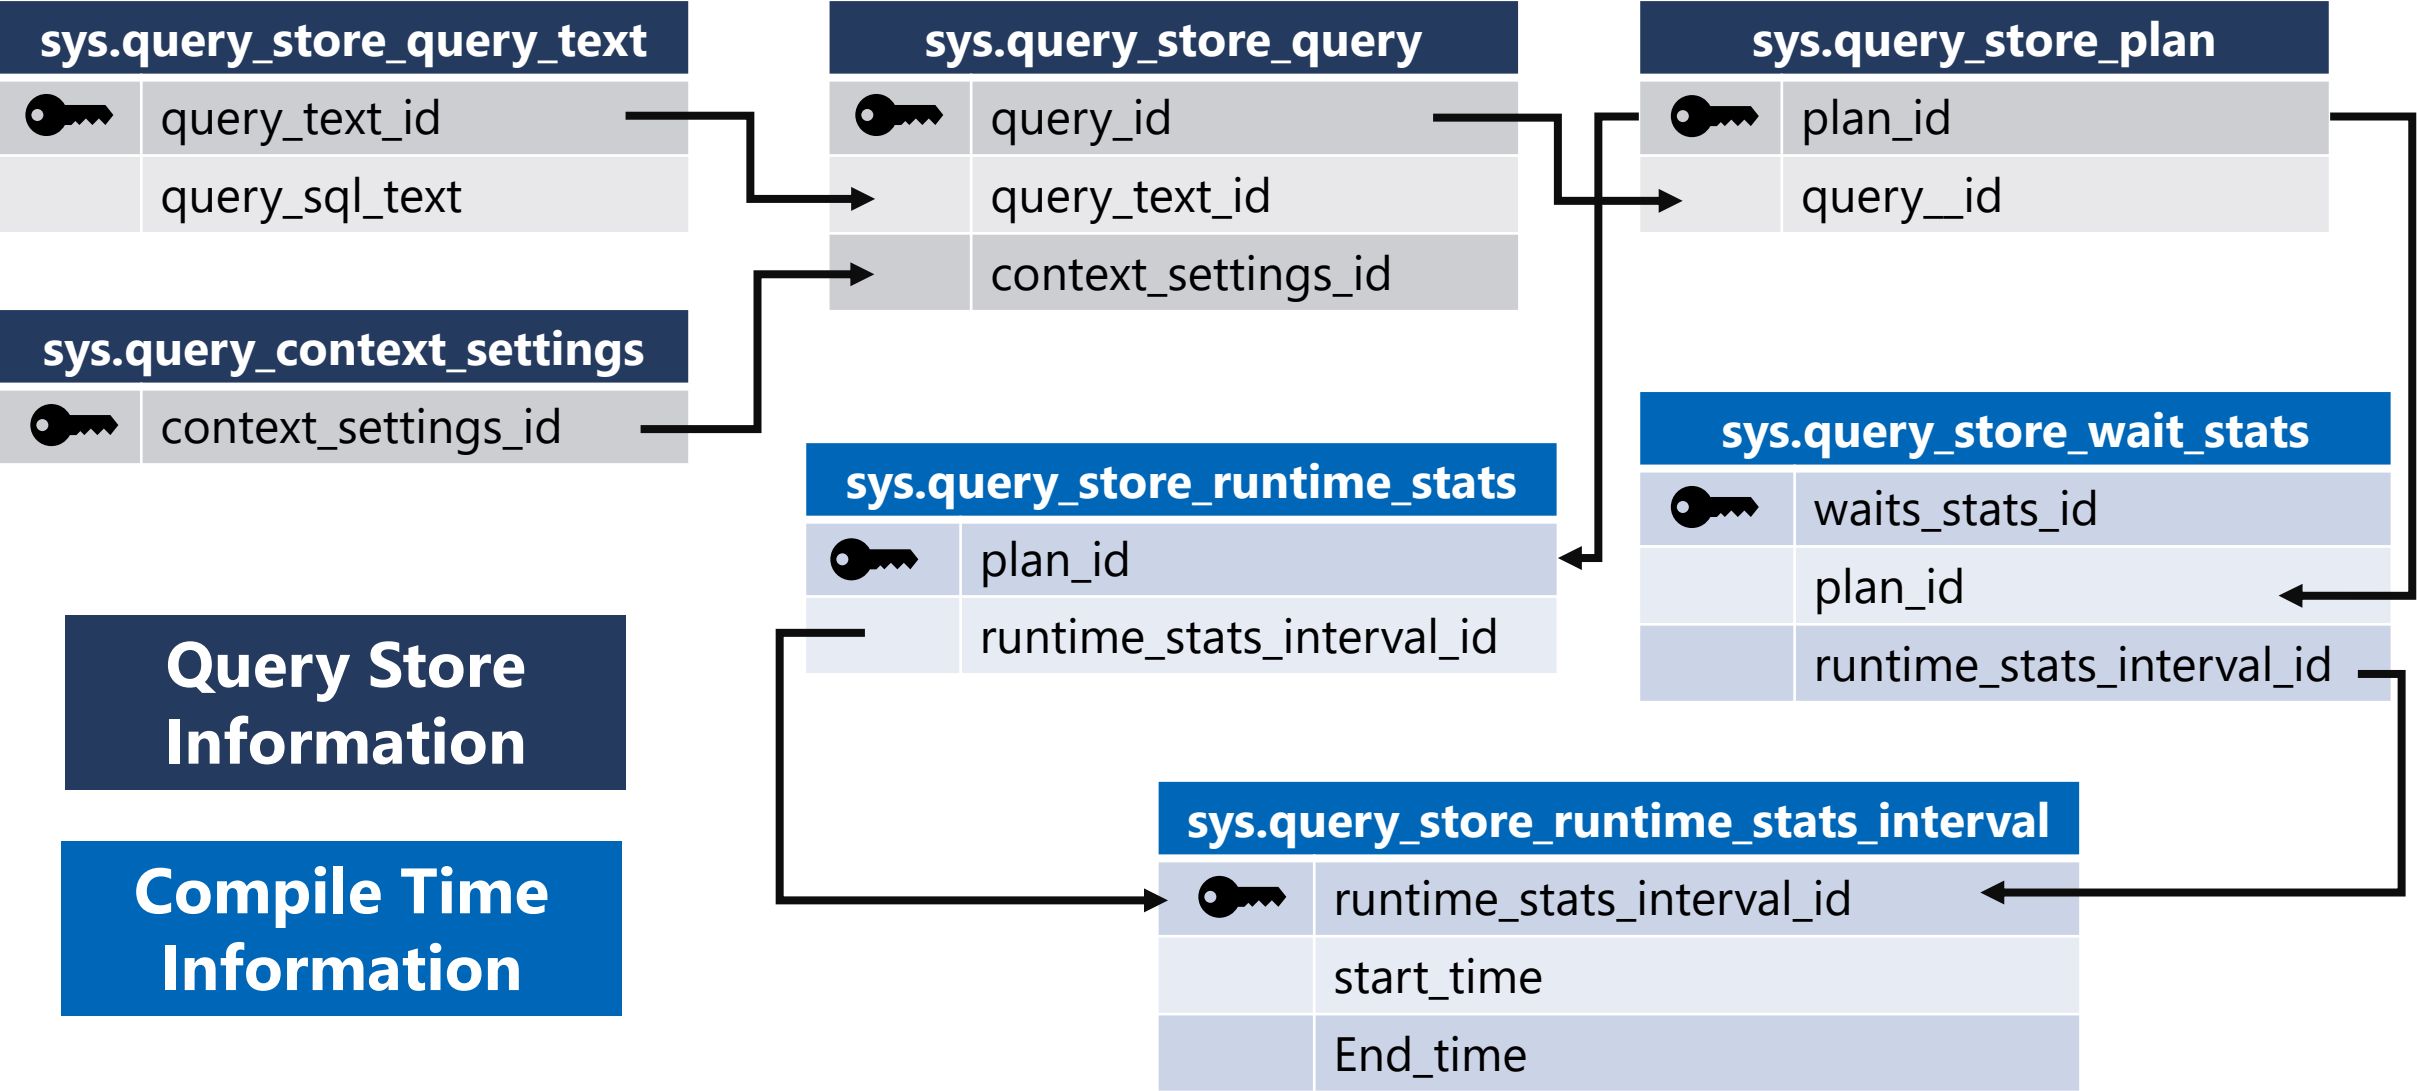 sys.query_store_query_text
query_text_id
query_sql_text
sys.query_context_settings
context_settings_id
sys.query_store_query
query_id
query_text_id
context_settings_id
sys.query_store_plan
plan_id
query__id
sys.query_store_runtime_stats
plan_id
runtime_stats_interval_id
sys.query_store_wait_stats
waits_stats_id
plan_id
runtime_stats_interval_id
sys.query_store_runtime_stats_interval
runtime_stats_interval_id
start_time
End_time
Query Store
Information
Compile Time
Information